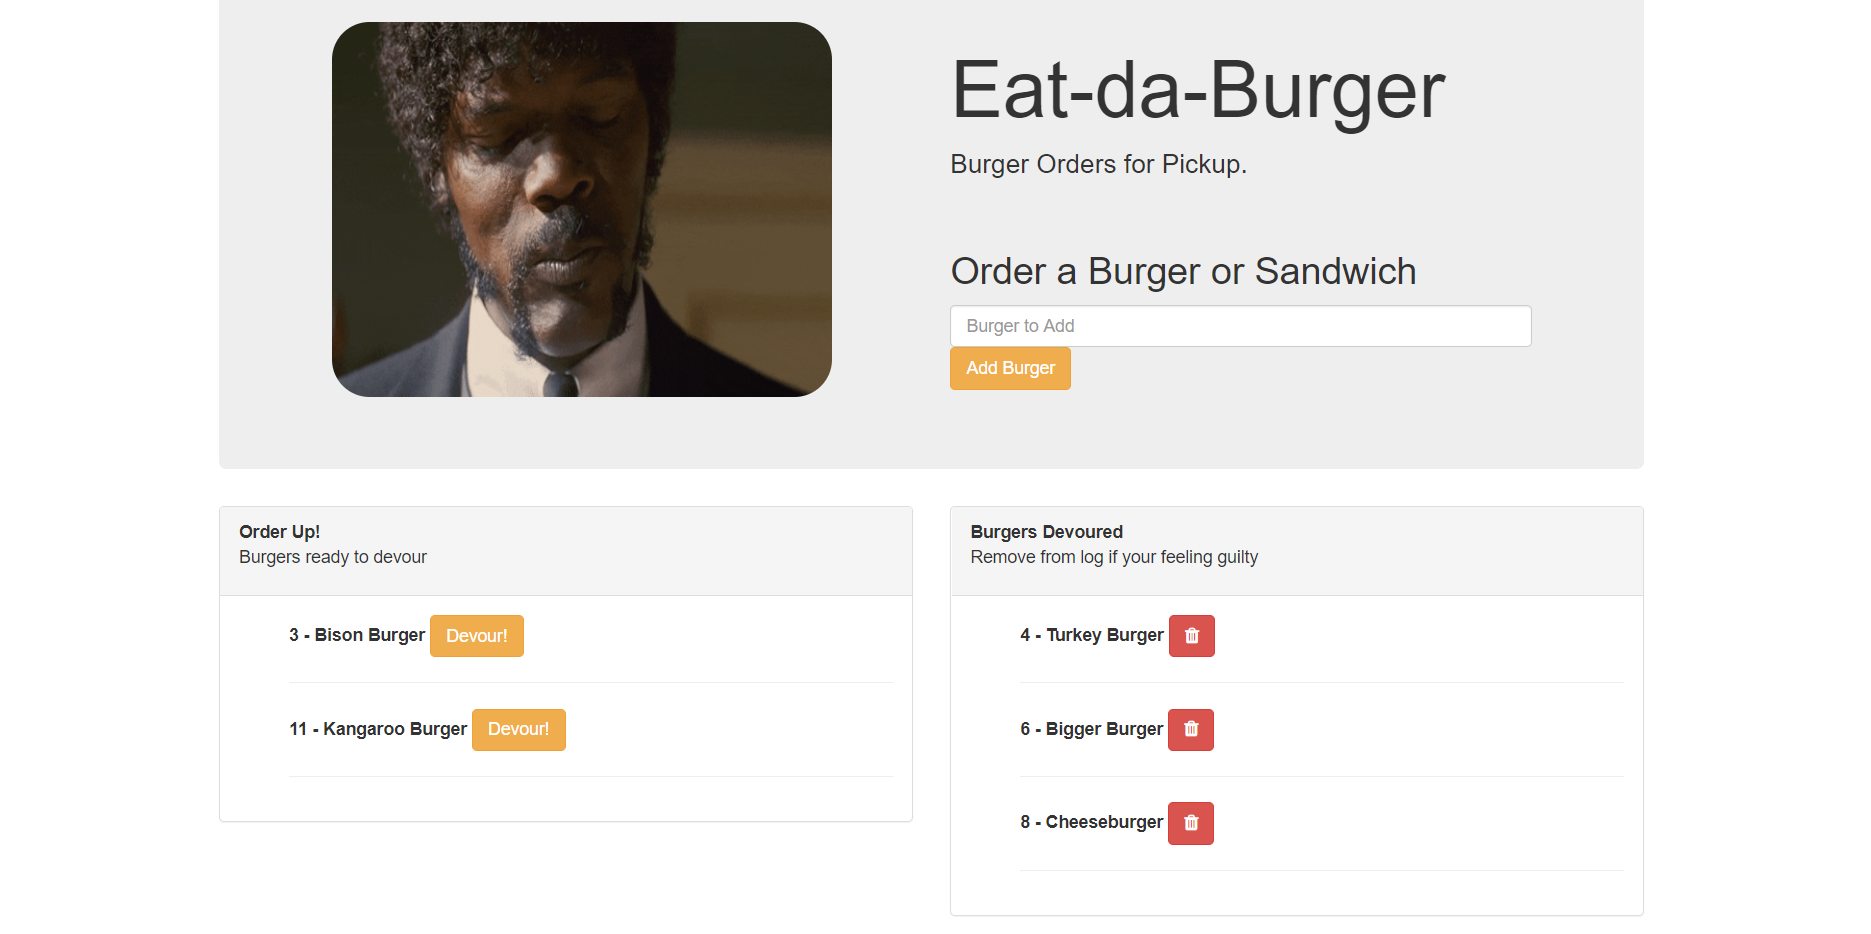 Eat-da-Burger
Burger Orders for Pickup.
Order a Burger or Sandwich
Burger to Add
Add Burger
Order Up!
Burgers ready to devour
3 - Bison Burger Devour!
11 - Kangaroo Burger Devour!
Burgers Devoured
Remove from log if your feeling guilty
4 - Turkey Burger
6 - Bigger Burger
8 - Cheeseburger